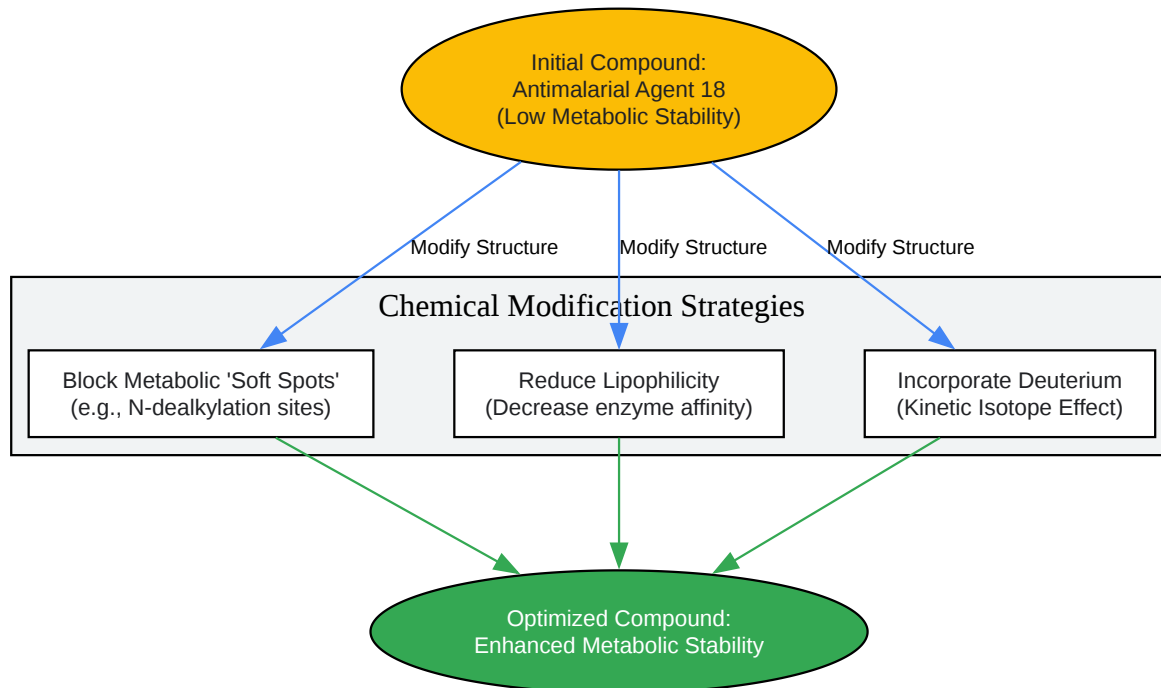 Initial Compound:
Antimalarial Agent 18
(Low Metabolic Stability)
Modify Structure
Modify Structure
Modify Structure
Chemical Modification Strategies
Block Metabolic 'Soft Spots'
(e.g., N-dealkylation sites)
Reduce Lipophilicity
(Decrease enzyme affinity)
Incorporate Deuterium
(Kinetic Isotope Effect)
Optimized Compound:
Enhanced Metabolic Stability